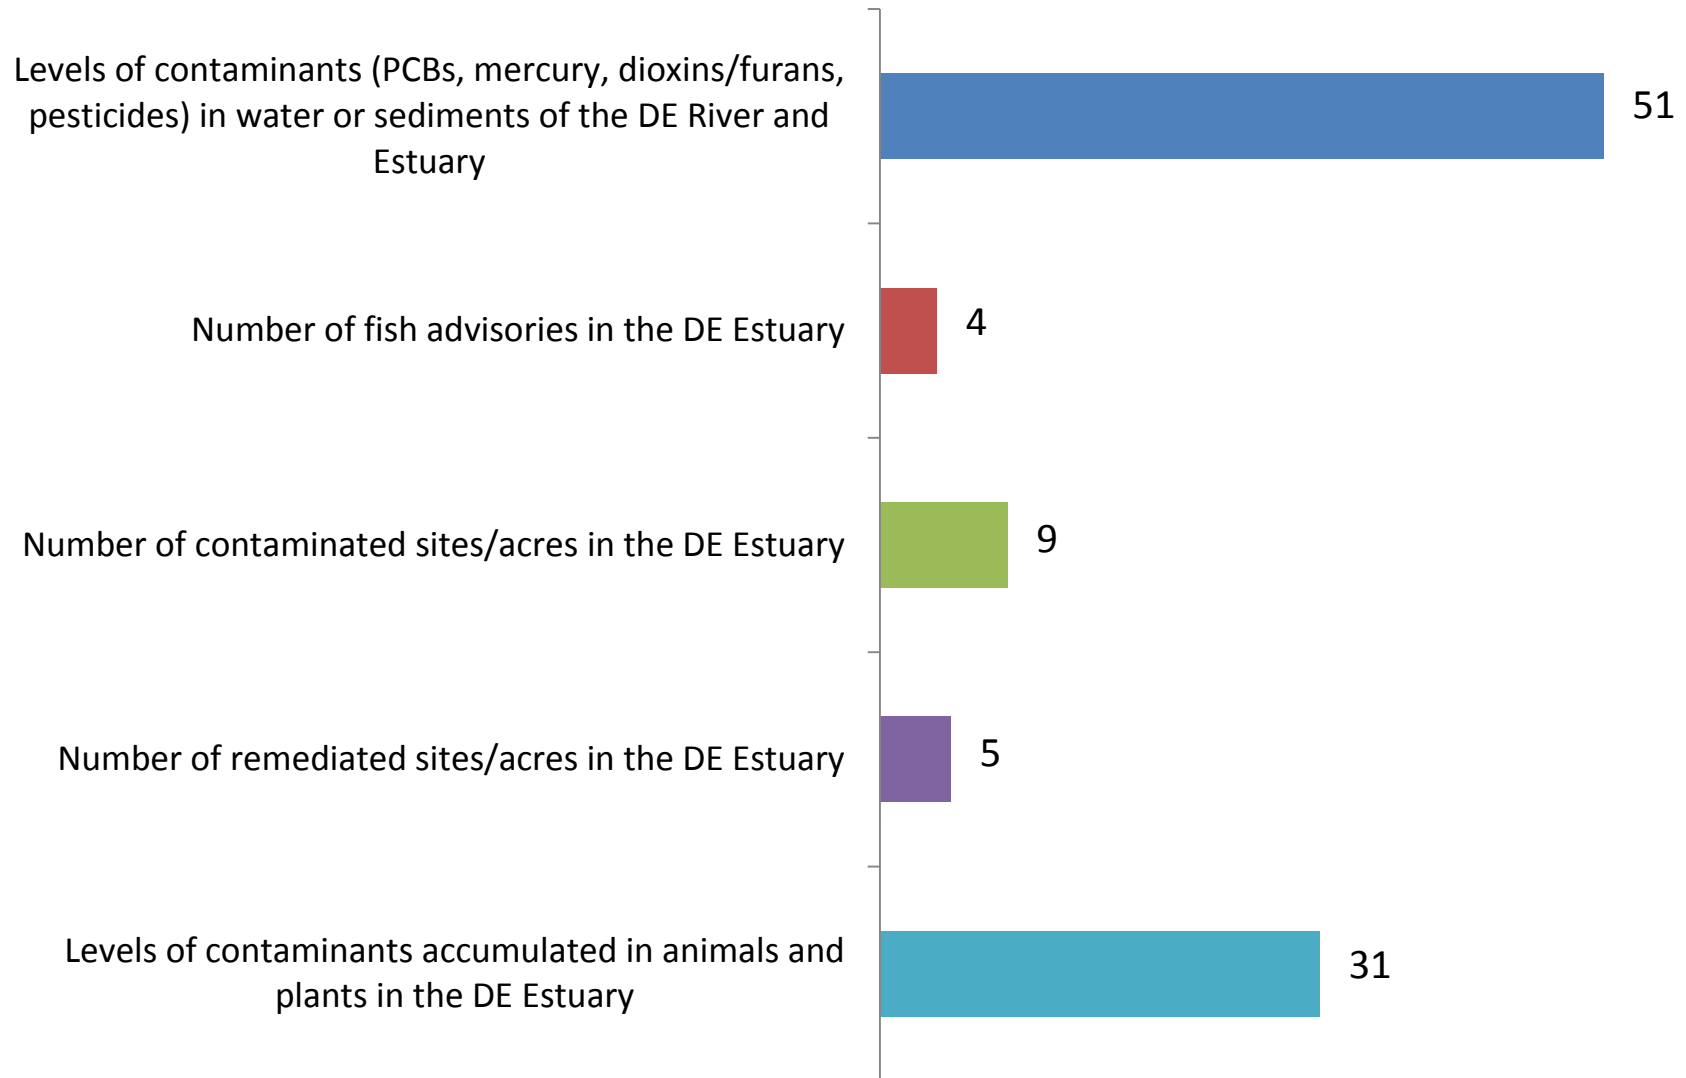 Levels of contaminants (PCBs, mercury, dioxins/furans,
pesticides) in water or sediments of the DE River and
Estuary
51
Number of fish advisories in the DE Estuary
4
Number of contaminated sites/acres in the DE Estuary
9
Number of remediated sites/acres in the DE Estuary
5
Levels of contaminants accumulated in animals and
plants in the DE Estuary
31